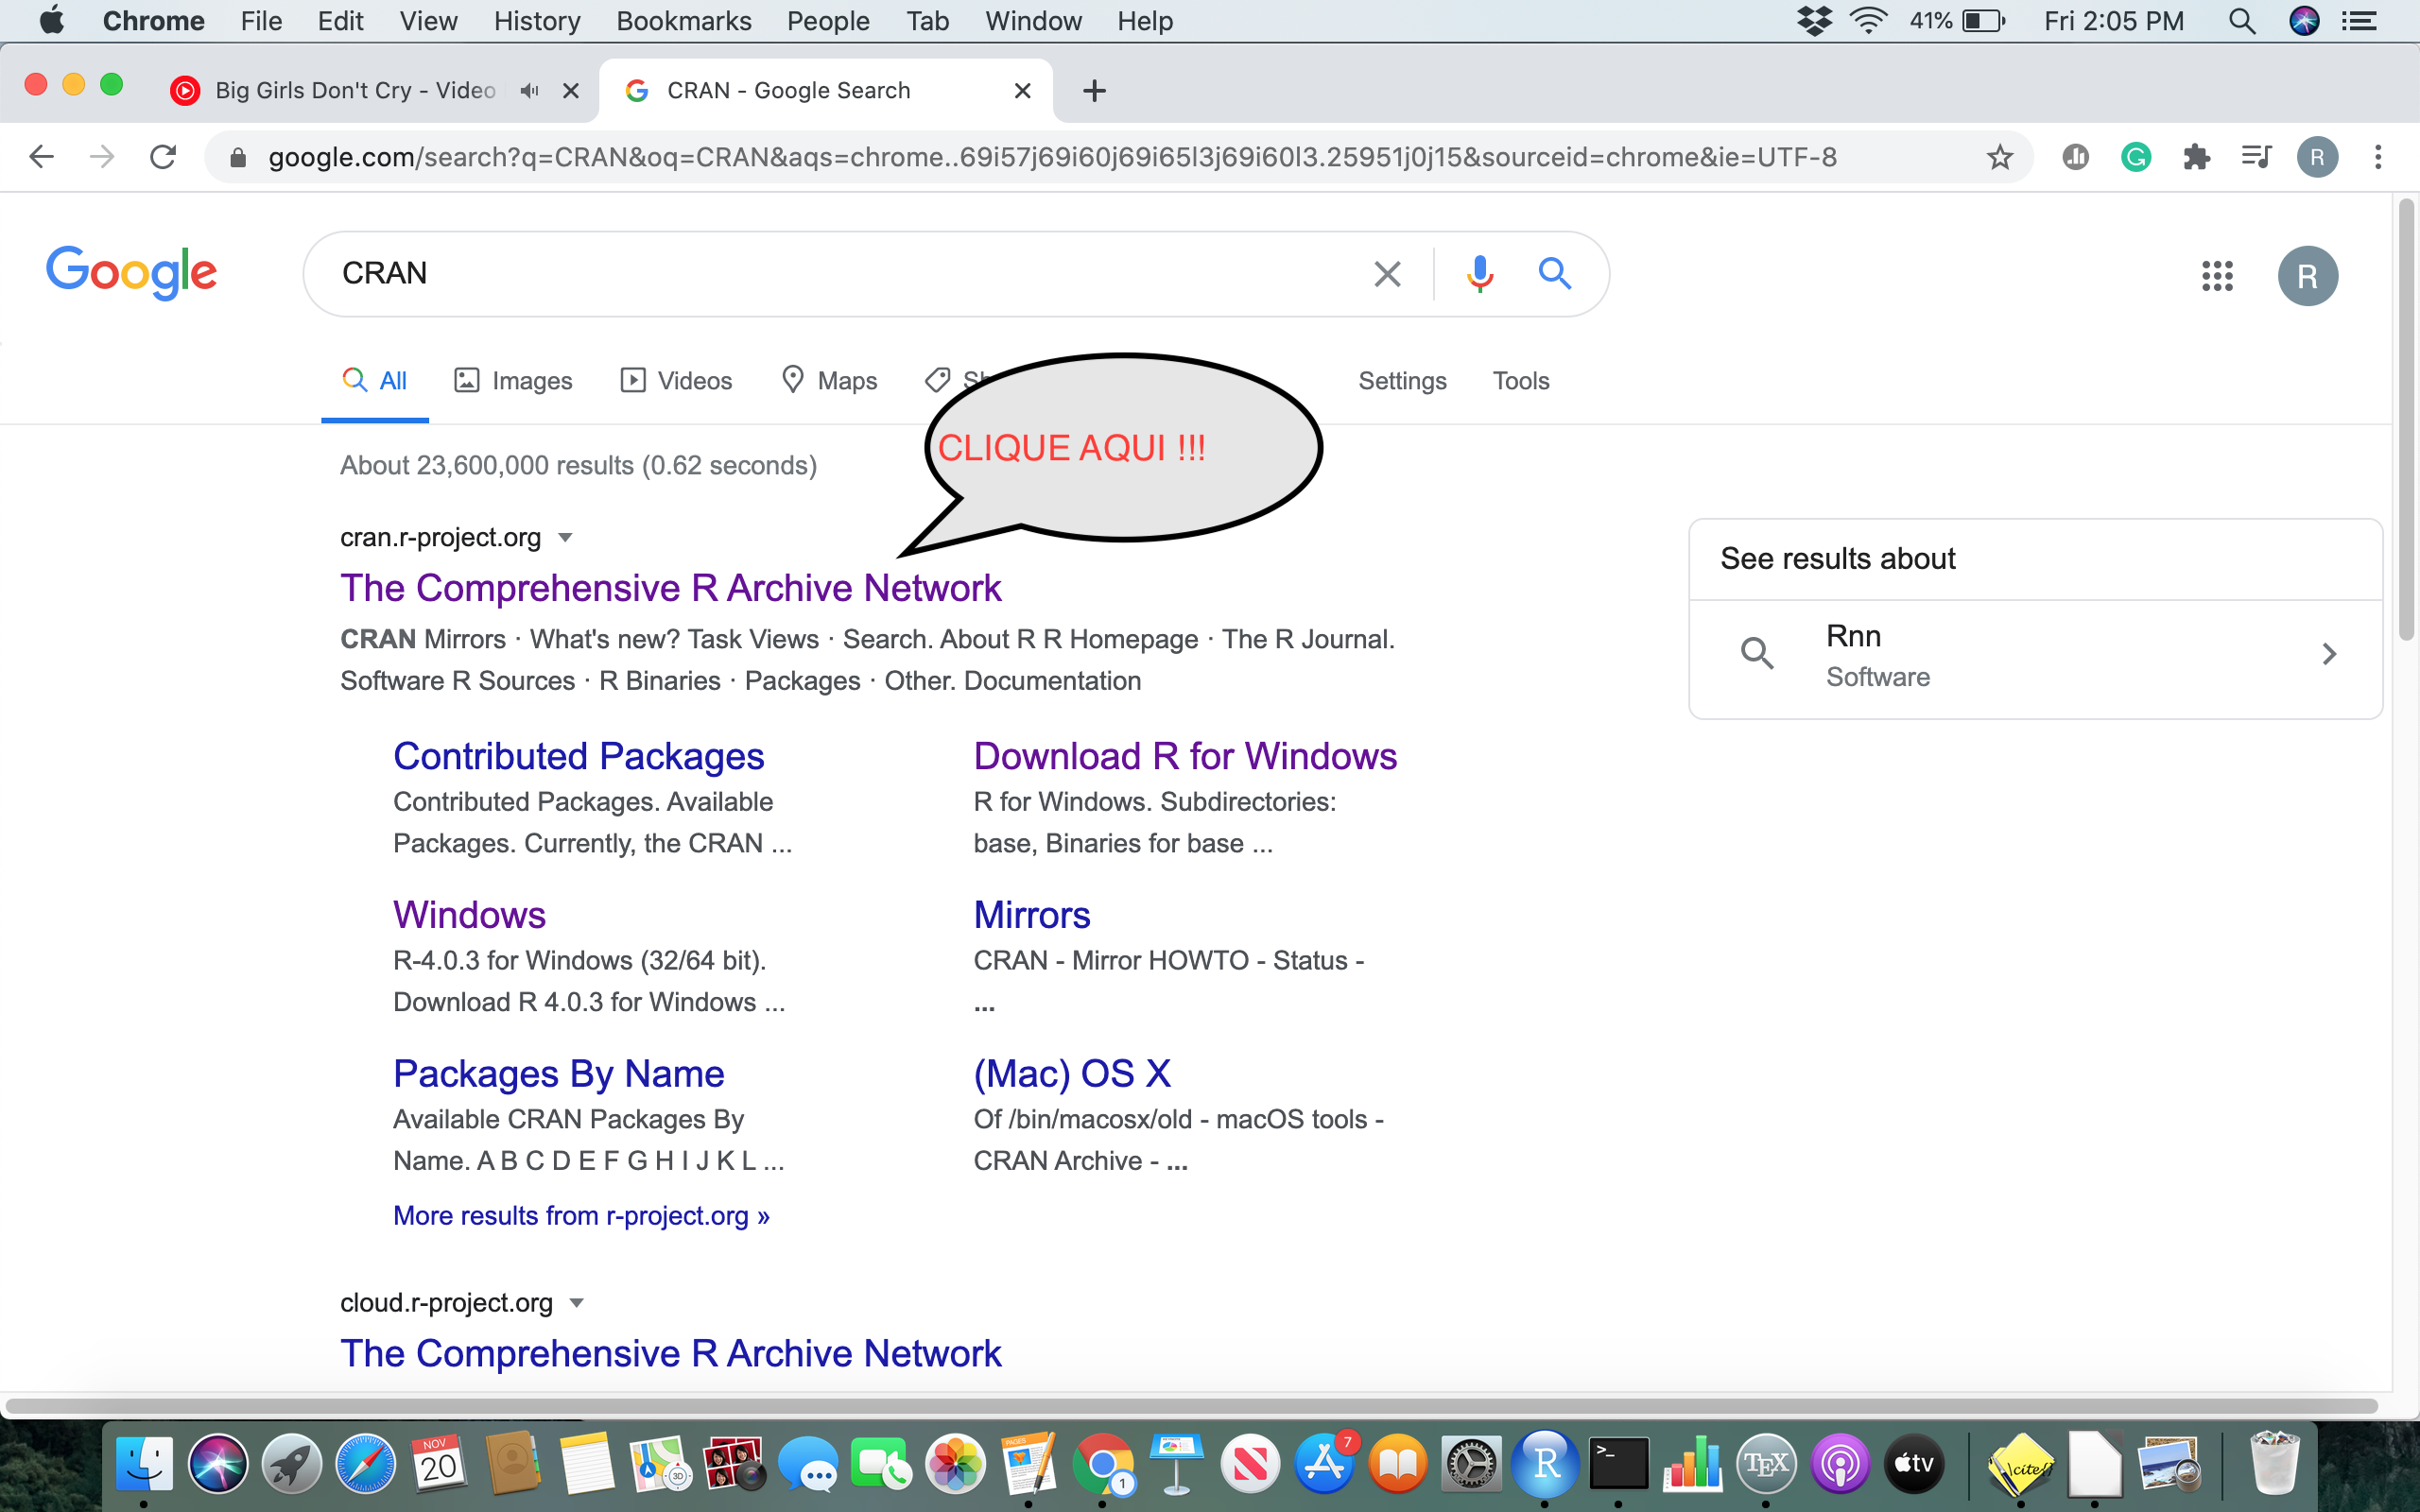 Chrome File Edit View History Bookmarks People Tab Window Help 41% Fri 2:05 PM
Big Girls Don't Cry - Video
CRAN - Google Search
google.com/search?q=CRAN&oq=CRAN&aqs=chrome..69i57j69i60j69i65l3j69i60l3.25951j0j15&sourceid=chrome&ie=UTF-8
R
Google
CRAN
R
All Images Videos Maps Settings Tools
CLIQUE AQUI !!!
About 23,600,000 results (0.62 seconds)
cran.r-project.org
The Comprehensive R Archive Network
CRAN Mirrors · What's new? Task Views · Search. About R R Homepage · The R Journal.
Software R Sources · R Binaries · Packages · Other. Documentation
See results about
Rnn
Software
Contributed Packages
Contributed Packages. Available
Packages. Currently, the CRAN ...
Download R for Windows
R for Windows. Subdirectories:
base, Binaries for base ...
Windows
R-4.0.3 for Windows (32/64 bit).
Download R 4.0.3 for Windows ...
Mirrors
CRAN - Mirror HOWTO - Status -
...
Packages By Name
Available CRAN Packages By
Name. A B C D E F G H I J K L ...
(Mac) OS X
Of /bin/macosx/old - macOS tools -
CRAN Archive - ...
More results from r-project.org »
cloud.r-project.org
The Comprehensive R Archive Network
NOV
20
3D
PAGES
1
7
R
>_
TEX
tv
\cite{}